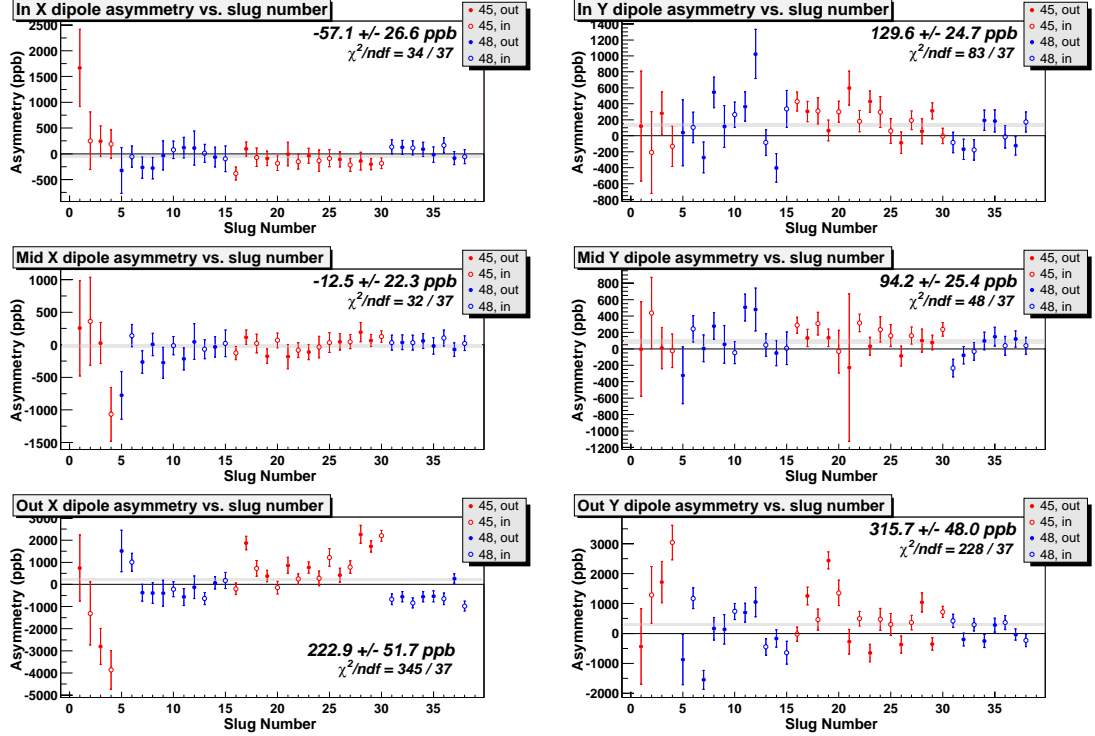 In X dipole asymmetry vs. slug number
45, out
45, in
48, out
48, in
-57.1 +/- 26.6 ppb
χ²/ndf = 34 / 37
Asymmetry (ppb)
2500
2000
1500
1000
500
0
-500
0 5 10 15 20 25 30 35
Slug Number
In Y dipole asymmetry vs. slug number
45, out
45, in
48, out
48, in
129.6 +/- 24.7 ppb
χ²/ndf = 83 / 37
Asymmetry (ppb)
1400
1200
1000
800
600
400
200
0
-200
-400
-600
-800
0 5 10 15 20 25 30 35
Slug Number
Mid X dipole asymmetry vs. slug number
45, out
45, in
48, out
48, in
-12.5 +/- 22.3 ppb
χ²/ndf = 32 / 37
Asymmetry (ppb)
1000
500
0
-500
-1000
-1500
0 5 10 15 20 25 30 35
Slug Number
Mid Y dipole asymmetry vs. slug number
45, out
45, in
48, out
48, in
94.2 +/- 25.4 ppb
χ²/ndf = 48 / 37
Asymmetry (ppb)
800
600
400
200
0
-200
-400
-600
-800
-1000
0 5 10 15 20 25 30 35
Slug Number
Out X dipole asymmetry vs. slug number
45, out
45, in
48, out
48, in
222.9 +/- 51.7 ppb
χ²/ndf = 345 / 37
Asymmetry (ppb)
3000
2000
1000
0
-1000
-2000
-3000
-4000
-5000
0 5 10 15 20 25 30 35
Slug Number
Out Y dipole asymmetry vs. slug number
45, out
45, in
48, out
48, in
315.7 +/- 48.0 ppb
χ²/ndf = 228 / 37
Asymmetry (ppb)
3000
2000
1000
0
-1000
-2000
0 5 10 15 20 25 30 35
Slug Number